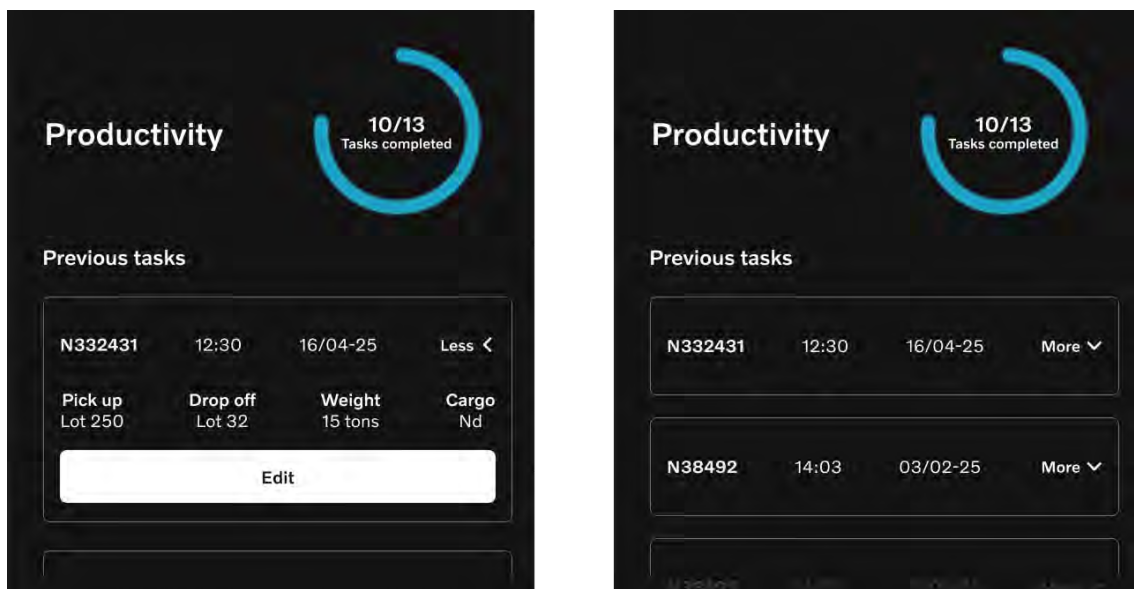 10/13
Tasks completed
Productivity
Previous tasks
N332431 12:30 16/04-25 Less
Pick up Drop off Weight Cargo
Lot 250 Lot 32 15 tons Nd
Edit
10/13
Tasks completed
Productivity
Previous tasks
N332431 12:30 16/04-25 More
N38492 14:03 03/02-25 More